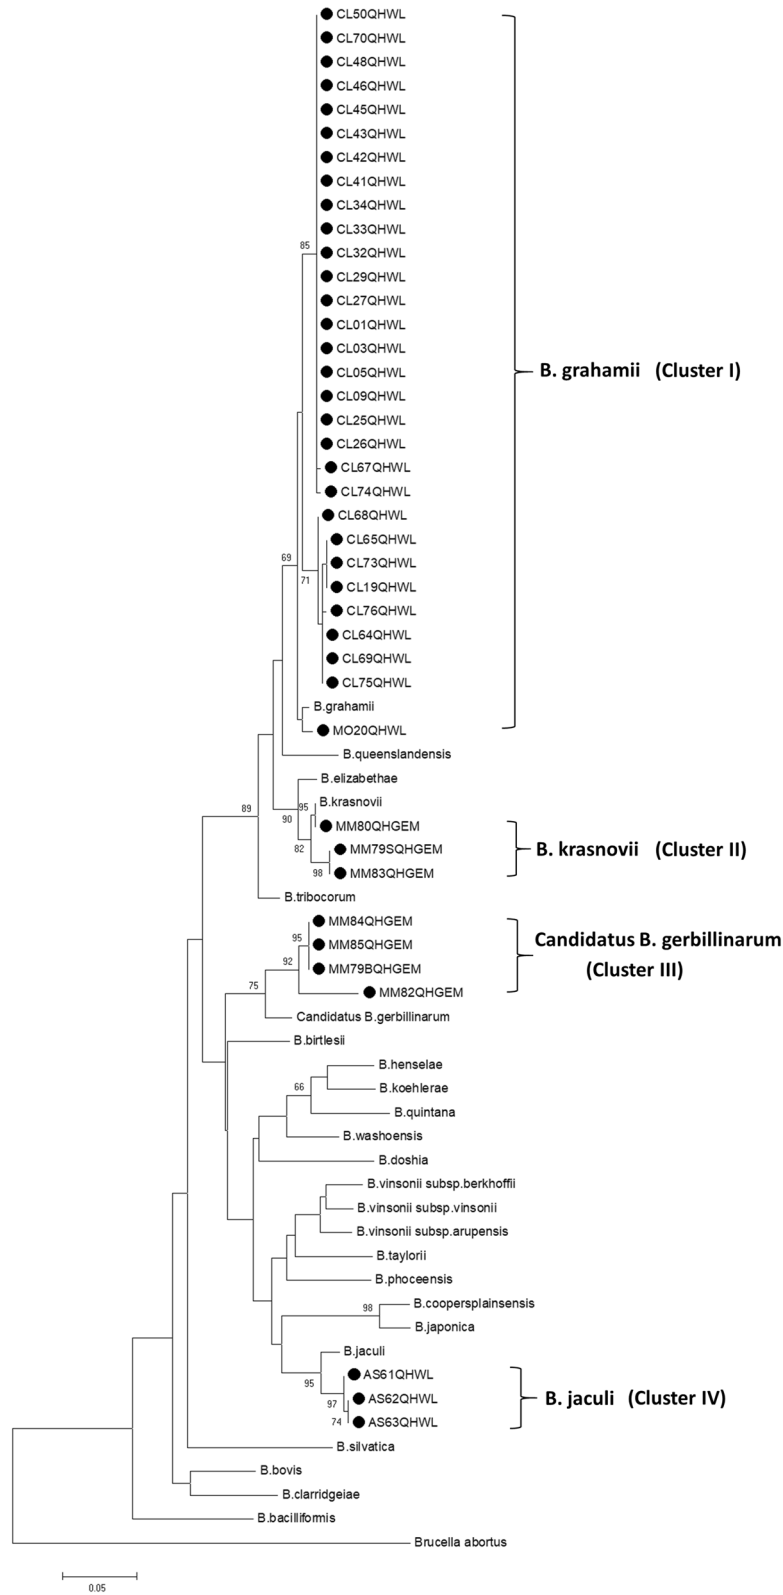 CL50QHWL
CL70QHWL
CL48QHWL
CL46QHWL
CL45QHWL
CL43QHWL
CL42QHWL
CL41QHWL
CL34QHWL
CL33QHWL
85
CL32QHWL
CL29QHWL
CL27QHWL
CL01QHWL
CL03QHWL
B. grahamii (Cluster I)
CL05QHWL
CL09QHWL
CL25QHWL
CL26QHWL
CL67QHWL
CL74QHWL
CL68QHWL
CL65QHWL
69
CL73QHWL
71
CL19QHWL
CL76QHWL
CL64QHWL
CL69QHWL
CL75QHWL
B.grahamii
MO20QHWL
B.queenslandensis
B.elizabethae
95
B.krasnovii
89
90
MM80QHGEM
82
MM79SQHGEM
B. krasnovii (Cluster II)
98
MM83QHGEM
B.tribocorum
MM84QHGEM
95
MM85QHGEM
Candidatus B. gerbillinarum
(Cluster III)
92
MM79BQHGEM
75
MM82QHGEM
Candidatus B.gerbillinarum
B.birtlesii
B.henselae
66
B.koehlerae
B.quintana
B.washoensis
B.doshia
B.vinsonii subsp.berkhoffii
B.vinsonii subsp.vinsonii
B.vinsonii subsp.arupensis
B.taylorii
B.phoceensis
B.coopersplainsensis
98
B.japonica
B.jaculi
95
AS61QHWL
97
AS62QHWL
B. jaculi (Cluster IV)
74
AS63QHWL
B.silvatica
B.bovis
B.clarridgeiae
B.bacilliformis
Brucella abortus
0.05